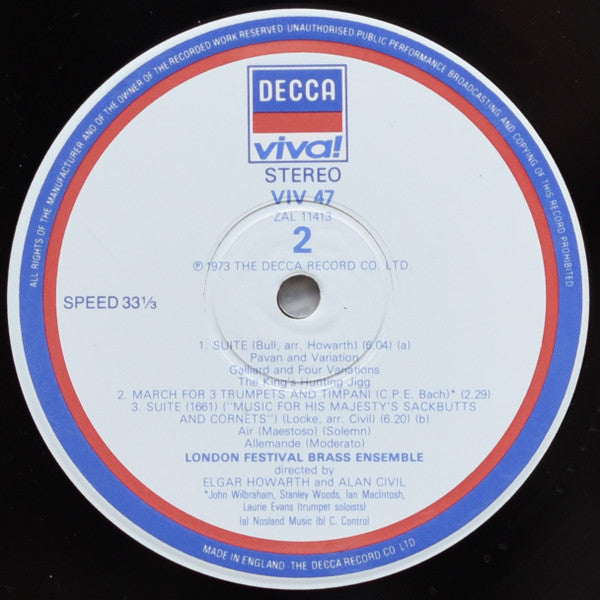 ALL RIGHTS OF THE MANUFACTURER AND OF THE OWNER OF THE RECORDED WORK RESERVED UNAUTHORISED PUBLIC PERFORMANCE BROADCASTING AND COPYING OF THIS RECORD PROHIBITED
DECCA
viva!
STEREO
VIV 47
ZAL 11413
2
℗ 1973 THE DECCA RECORD CO. LTD.
SPEED 33⅓
1. SUITE (Bull, arr. Howarth) (6.04) (a)
Pavan and Variation
Galliard and Four Variations
The King's Hunting Jigg
2. MARCH FOR 3 TRUMPETS AND TIMPANI (C.P.E. Bach)* (2.29)
3. SUITE (1661) ("MUSIC FOR HIS MAJESTY'S SACKBUTTS
AND CORNETS") (Locke, arr. Civil) (6.20) (b)
Air (Maestoso) (Solemn)
Allemande (Moderato)
LONDON FESTIVAL BRASS ENSEMBLE
directed by
ELGAR HOWARTH and ALAN CIVIL
*John Wilbraham, Stanley Woods, Ian MacIntosh,
Laurie Evans (trumpet soloists)
(a) Nosland Music (b) C. Control
MADE IN ENGLAND · THE DECCA RECORD CO. LTD